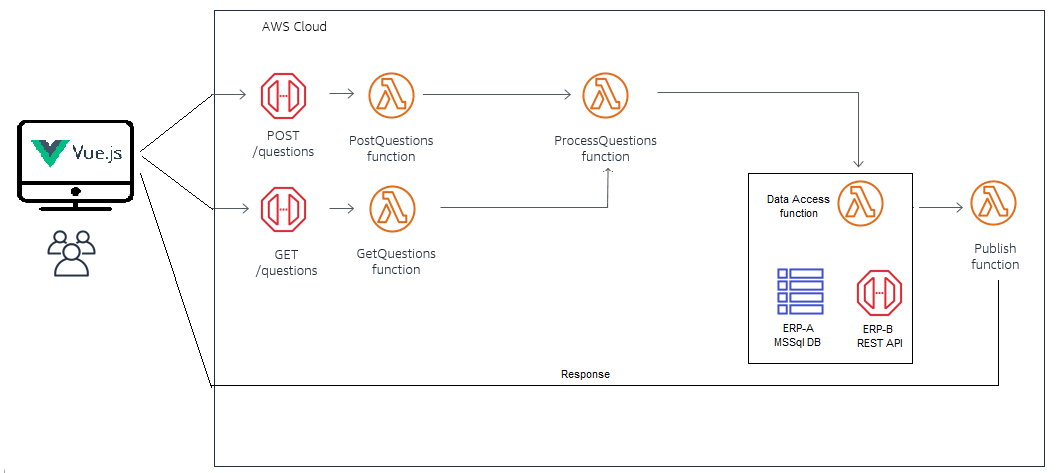 AWS Cloud
Vue.js
POST
/questions
PostQuestions
function
ProcessQuestions
function
GET
/questions
GetQuestions
function
Data Access
function
Publish
function
ERP-A
MSSql DB
ERP-B
REST API
Response